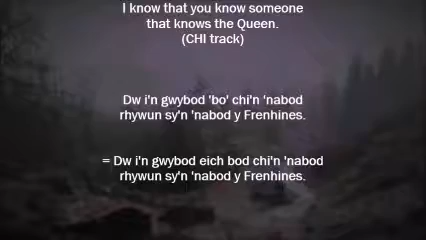 I know that you know someone
that knows the Queen.
(CHI track)
Dw i'n gwybod 'bo' chi'n 'nabod
rhywun sy'n 'nabod y Frenhines.
= Dw i'n gwybod eich bod chi'n 'nabod
rhywun sy'n 'nabod y Frenhines.